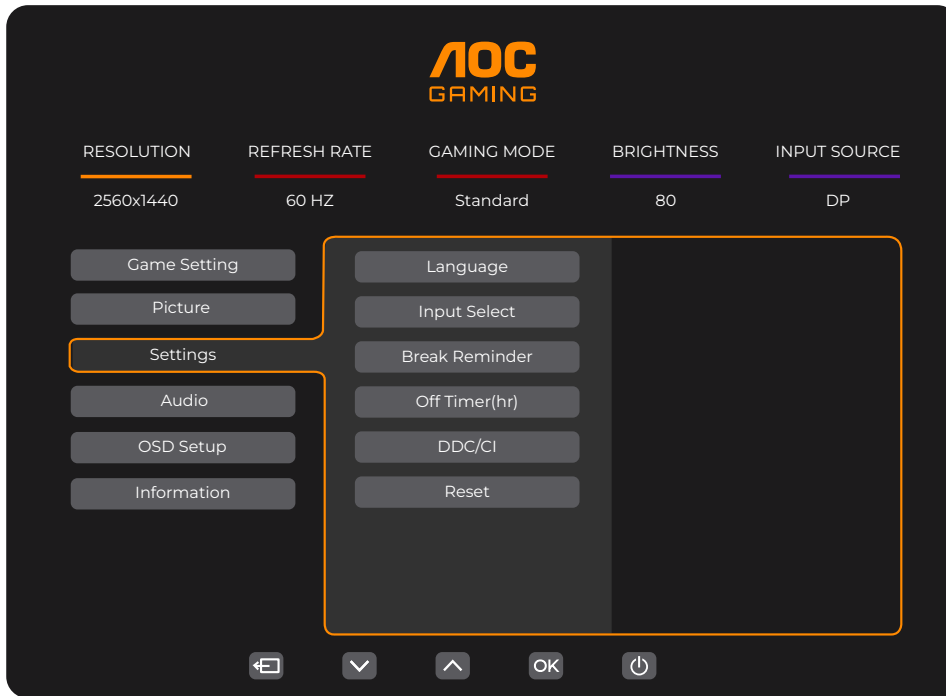 AOC
GAMING
RESOLUTION REFRESH RATE GAMING MODE BRIGHTNESS INPUT SOURCE
2560x1440 60 HZ Standard 80 DP
Game Setting
Picture
Settings
Audio
OSD Setup
Information
Language
Input Select
Break Reminder
Off Timer(hr)
DDC/CI
Reset
OK